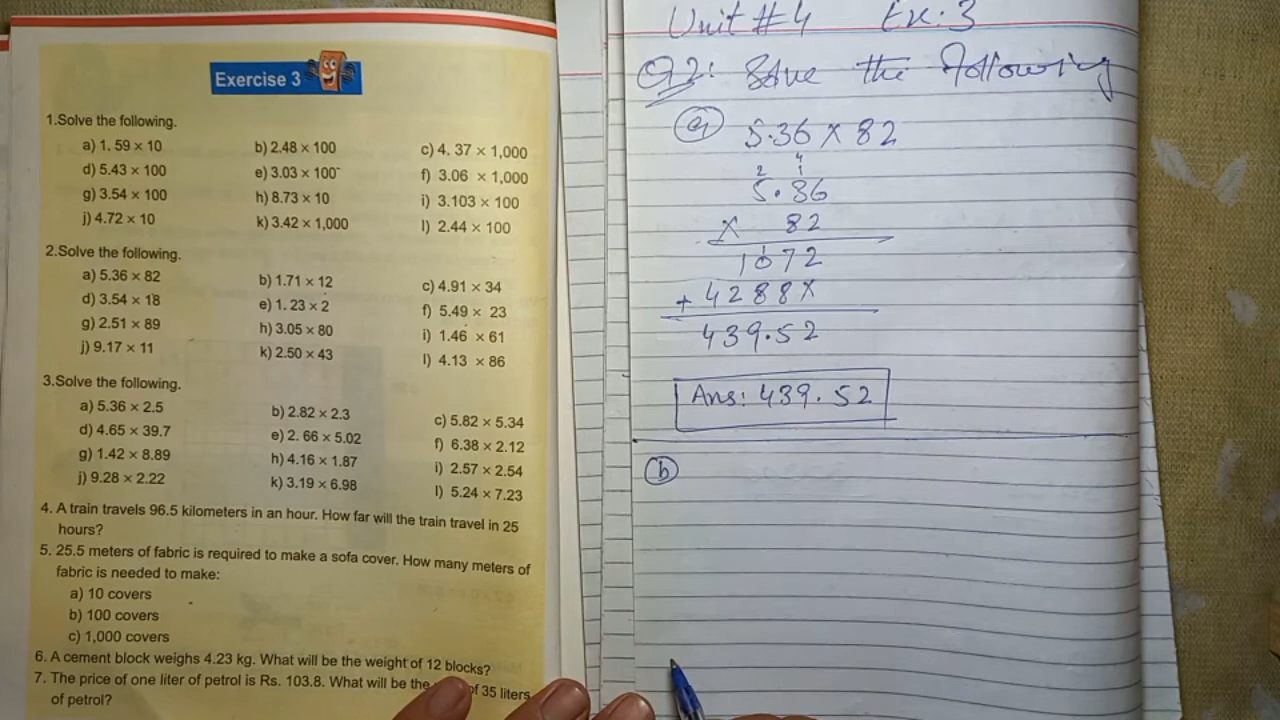 Exercise 3
1.Solve the following.
a) 1. 59 × 10 b) 2.48 × 100 c) 4. 37 × 1,000
d) 5.43 × 100 e) 3.03 × 100 f) 3.06 × 1,000
g) 3.54 × 100 h) 8.73 × 10 i) 3.103 × 100
j) 4.72 × 10 k) 3.42 × 1,000 l) 2.44 × 100
2.Solve the following.
a) 5.36 × 82 b) 1.71 × 12 c) 4.91 × 34
d) 3.54 × 18 e) 1. 23 × 2 f) 5.49 × 23
g) 2.51 × 89 h) 3.05 × 80 i) 1.46 × 61
j) 9.17 × 11 k) 2.50 × 43 l) 4.13 × 86
3.Solve the following.
a) 5.36 × 2.5 b) 2.82 × 2.3 c) 5.82 × 5.34
d) 4.65 × 39.7 e) 2. 66 × 5.02 f) 6.38 × 2.12
g) 1.42 × 8.89 h) 4.16 × 1.87 i) 2.57 × 2.54
j) 9.28 × 2.22 k) 3.19 × 6.98 l) 5.24 × 7.23
4. A train travels 96.5 kilometers in an hour. How far will the train travel in 25
hours?
5. 25.5 meters of fabric is required to make a sofa cover. How many meters of
fabric is needed to make:
a) 10 covers
b) 100 covers
c) 1,000 covers
6. A cement block weighs 4.23 kg. What will be the weight of 12 blocks?
7. The price of one liter of petrol is Rs. 103.8. What will be the of 35 liters
of petrol?
Unit #4 Ex: 3
Q2: Solve the following
(a) 5.36 × 82
2 4
1
5.36
× 82
1
1072
+ 4288×
439.52
Ans: 439.52
(b)